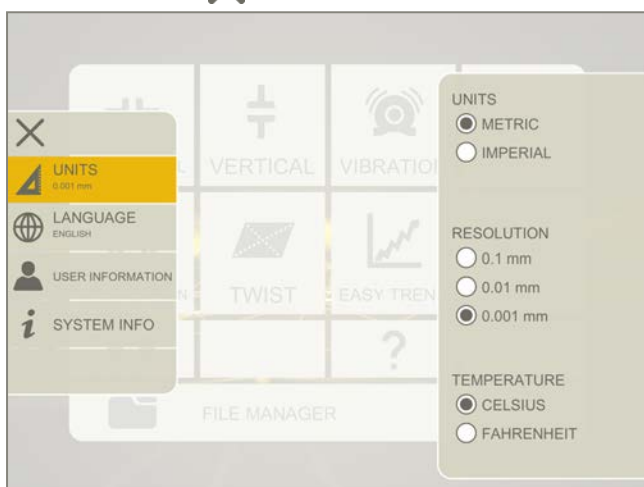 UNITS
0.001 mm
LANGUAGE
ENGLISH
USER INFORMATION
SYSTEM INFO
VERTICAL
VIBRATIO
TWIST
EASY TREN
?
FILE MANAGER
UNITS
METRIC
IMPERIAL
RESOLUTION
0.1 mm
0.01 mm
0.001 mm
TEMPERATURE
CELSIUS
FAHRENHEIT